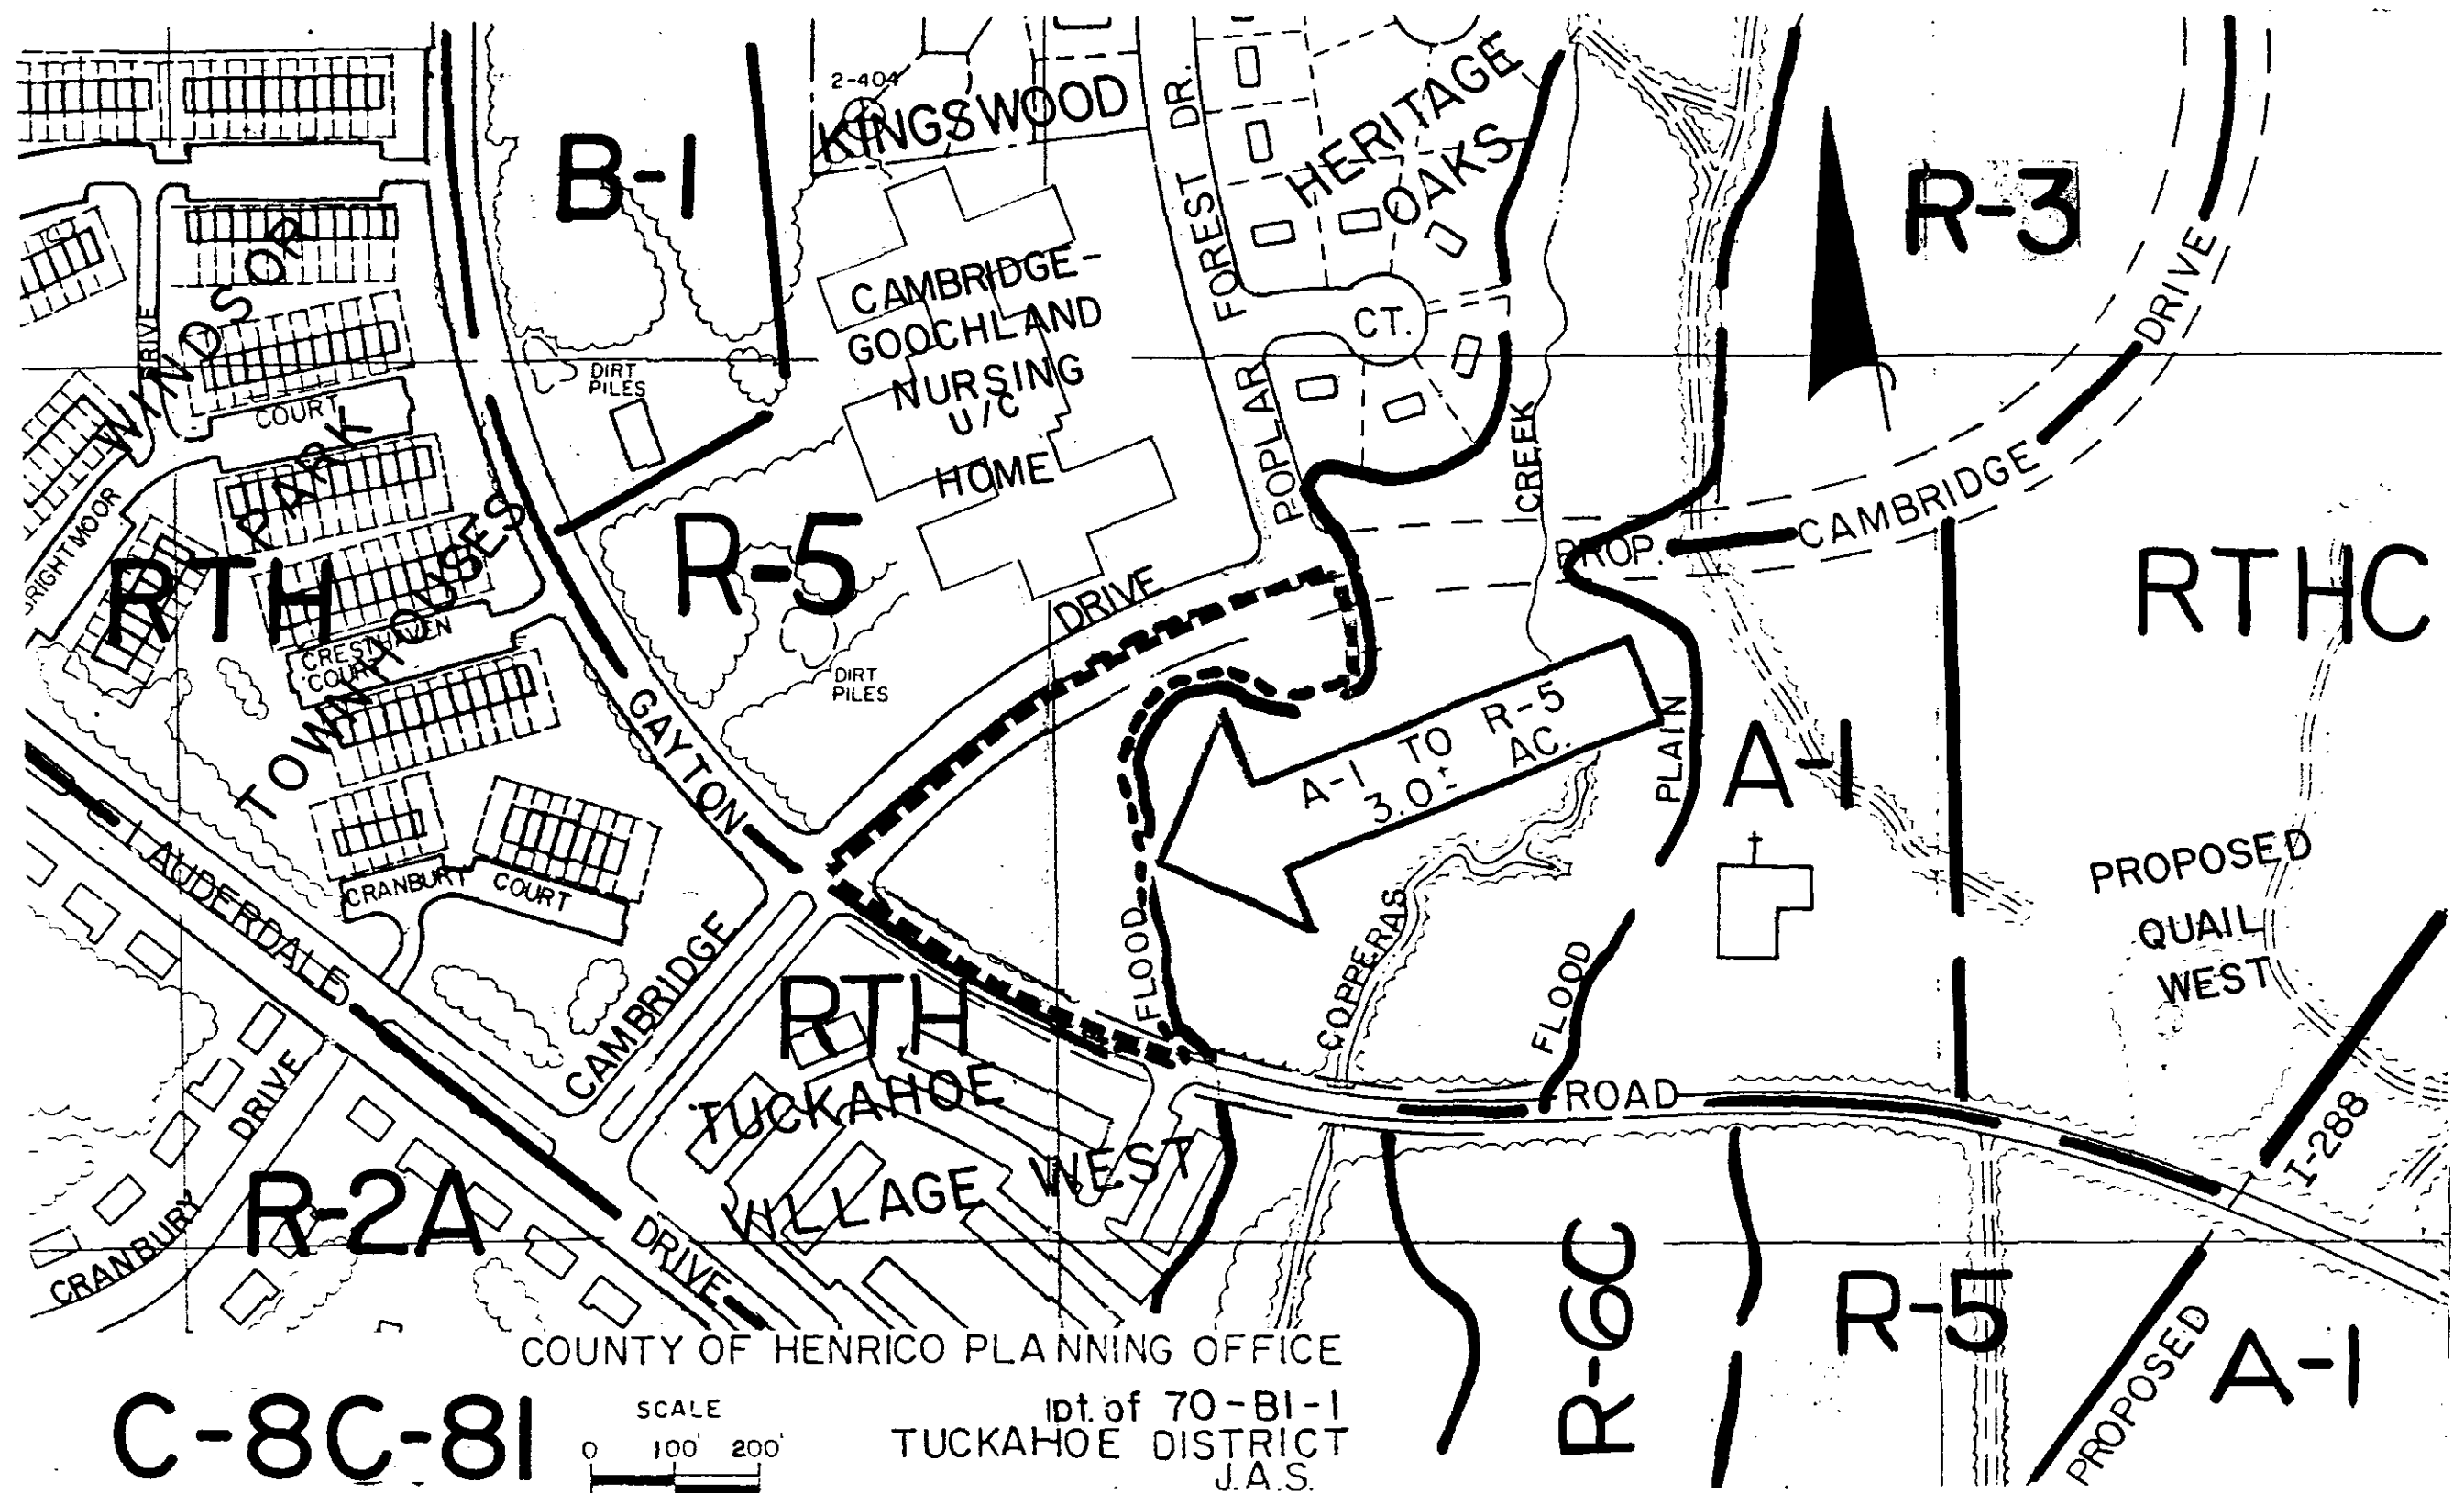 2-404
KINGSWOOD
FOREST DR.
HERITAGE
OAKS
B-1
R-3
WINDSOR
PARK
TOWNHOUSES
DRIVE
CAMBRIDGE-
GOOCHLAND
NURSING
U/C
HOME
CT.
DRIVE
DIRT
PILES
COURT
POPLAR
CREEK
CAMBRIDGE
PROP.
BRIGHTMOOR
RTH
R-5
RTHC
DRIVE
CRESTHAVEN
COURT
DIRT
PILES
GAYTON
A-1 TO R-5
3.0± AC.
PLAIN
A-1
LAUDERDALE
CRANBURY COURT
PROPOSED
QUAIL
WEST
CAMBRIDGE
FLOOD
COPPERAS
FLOOD
RTH
TUCKAHOE
VILLAGE WEST
ROAD
I-288
DRIVE
CRANBURY
R-2A
DRIVE
R-6C
R-5
PROPOSED
A-1
COUNTY OF HENRICO PLANNING OFFICE
C-8C-81
SCALE
0 100' 200'
pt. of 70-B1-1
TUCKAHOE DISTRICT
J.A.S.